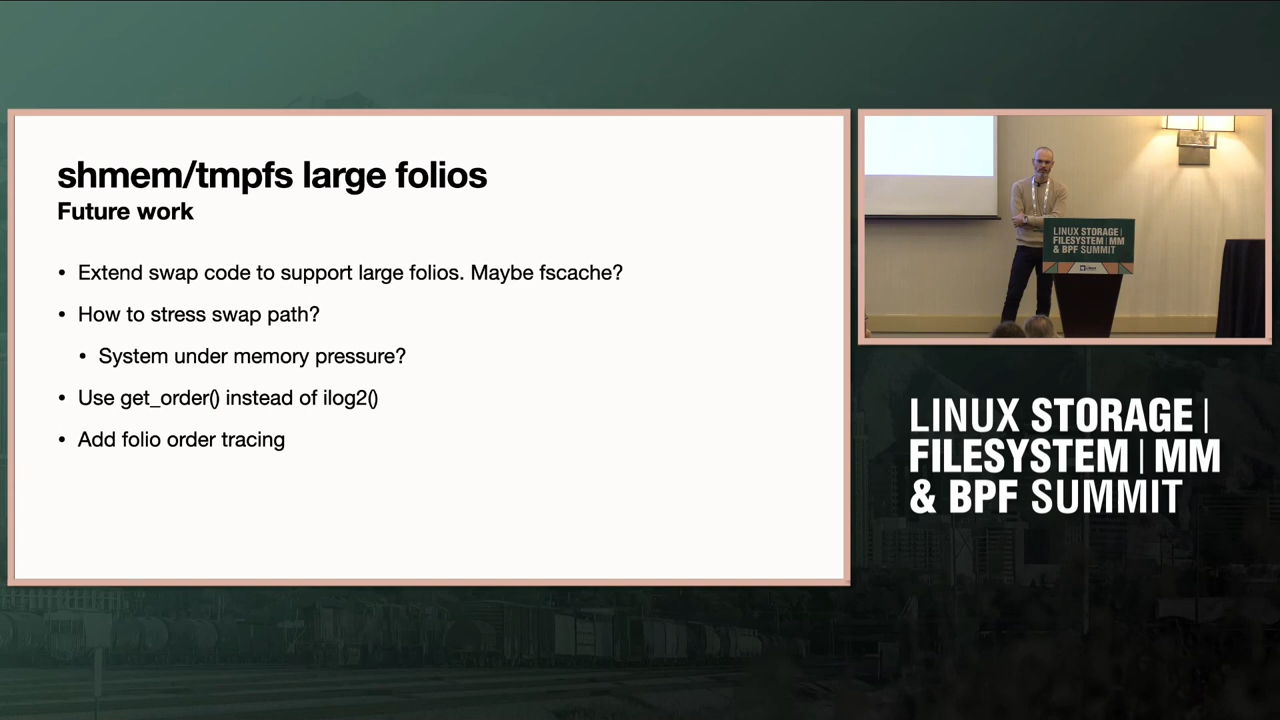 shmem/tmpfs large folios
Future work
• Extend swap code to support large folios. Maybe fscache?
• How to stress swap path?
• System under memory pressure?
• Use get_order() instead of ilog2()
• Add folio order tracing
LINUX STORAGE |
FILESYSTEM | MM
& BPF SUMMIT
LINUX STORAGE |
FILESYSTEM | MM
& BPF SUMMIT